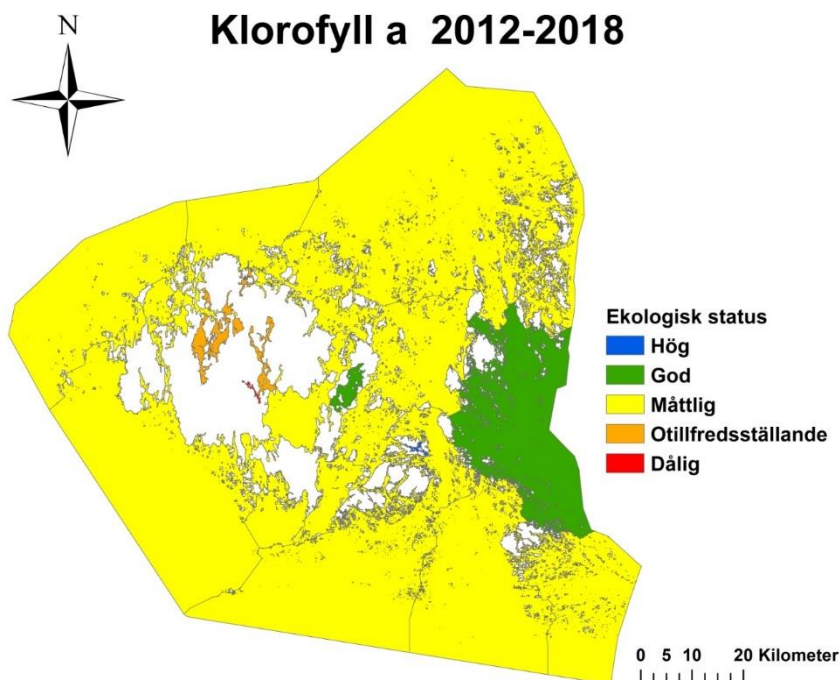 Klorofyll a 2012-2018
N
Ekologisk status
Hög
God
Måttlig
Otillfredsställande
Dålig
0 5 10 20 Kilometer